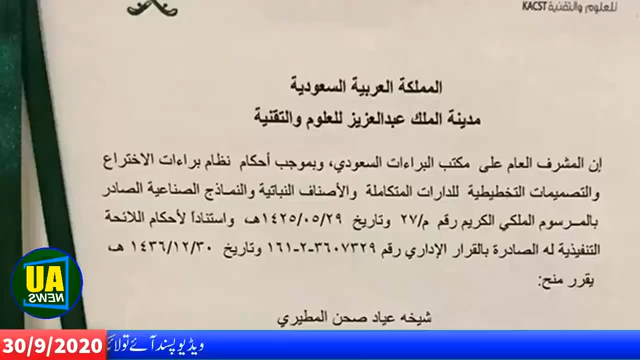 للعلوم والتقنية KACST
المملكة العربية السعودية
مدينة الملك عبدالعزيز للعلوم والتقنية
إن المشرف العام على مكتب البراءات السعودي، وبموجب أحكام نظام براءات الاختراع
والتصميمات التخطيطية للدارات المتكاملة والأصناف النباتية والنماذج الصناعية الصادر
بالمرسوم الملكي الكريم رقم م/٢٧ وتاريخ ١٤٢٥/٠٥/٢٩هـ، واستناداً لأحكام اللائحة
التنفيذية له الصادرة بالقرار الإداري رقم ٣٦٠٧٣٢٩-٢-١٦١ وتاريخ ١٤٣٦/١٢/٣٠ هـ،
يقرر منح:
شيخه عياد صحن المطيري
UA
NEWS
30/9/2020 ویڈیو پسند آئے تو لائک